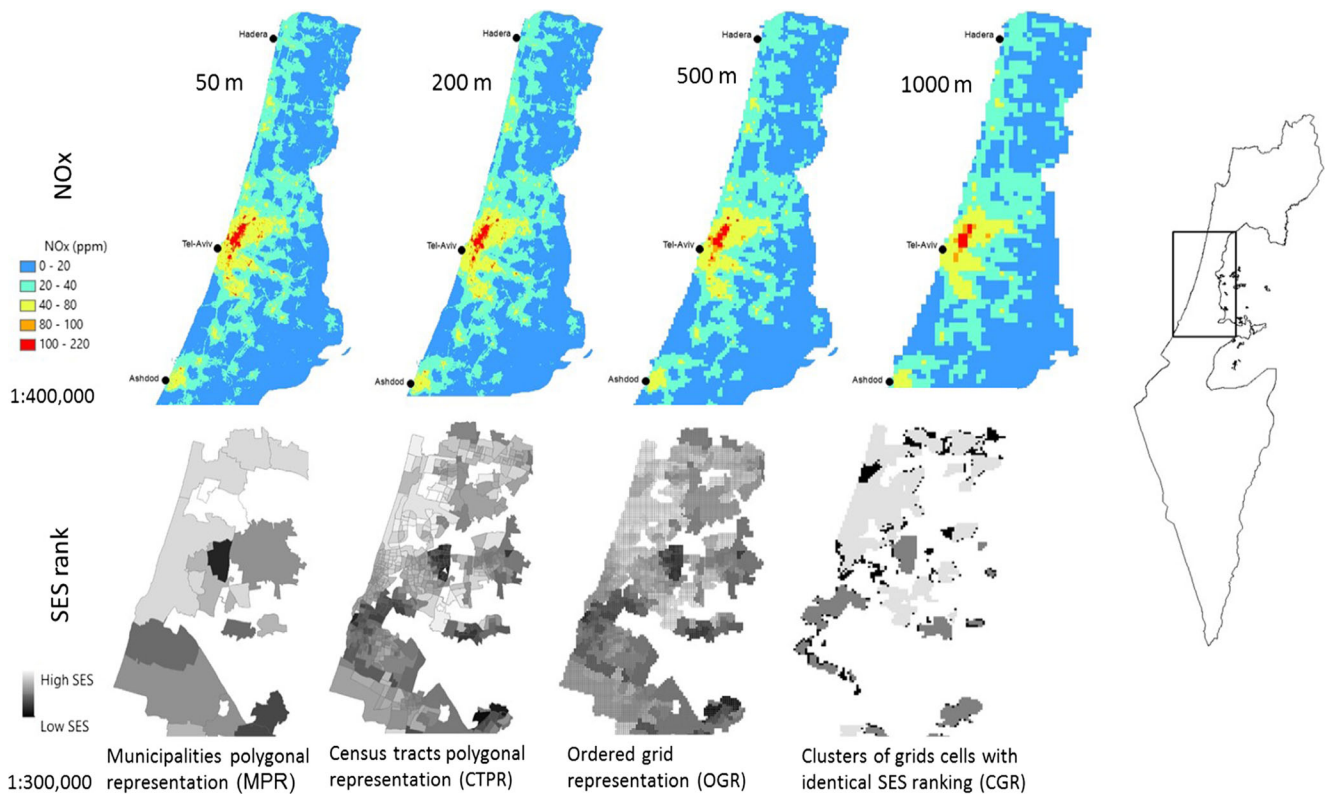 Hadera
Hadera
Hadera
Hadera
50 m
200 m
500 m
1000 m
NOx
Tel-Aviv
Tel-Aviv
Tel-Aviv
Tel-Aviv
NOx (ppm)
0 - 20
20 - 40
40 - 80
80 - 100
100 - 220
Ashdod
Ashdod
Ashdod
Ashdod
1:400,000
SES rank
High SES
Low SES
Municipalities polygonal
representation (MPR)
Census tracts polygonal
representation (CTPR)
Ordered grid
representation (OGR)
Clusters of grids cells with
identical SES ranking (CGR)
1:300,000